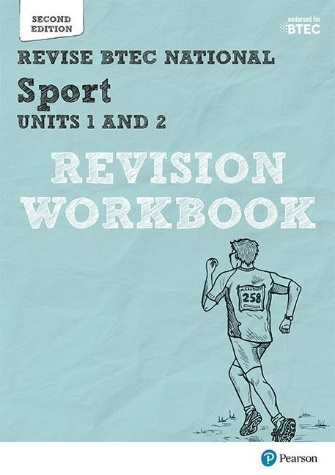 SECOND
EDITION
endorsed for
BTEC
REVISE BTEC NATIONAL
Sport
UNITS 1 AND 2
REVISION
WORKBOOK
258
Pearson